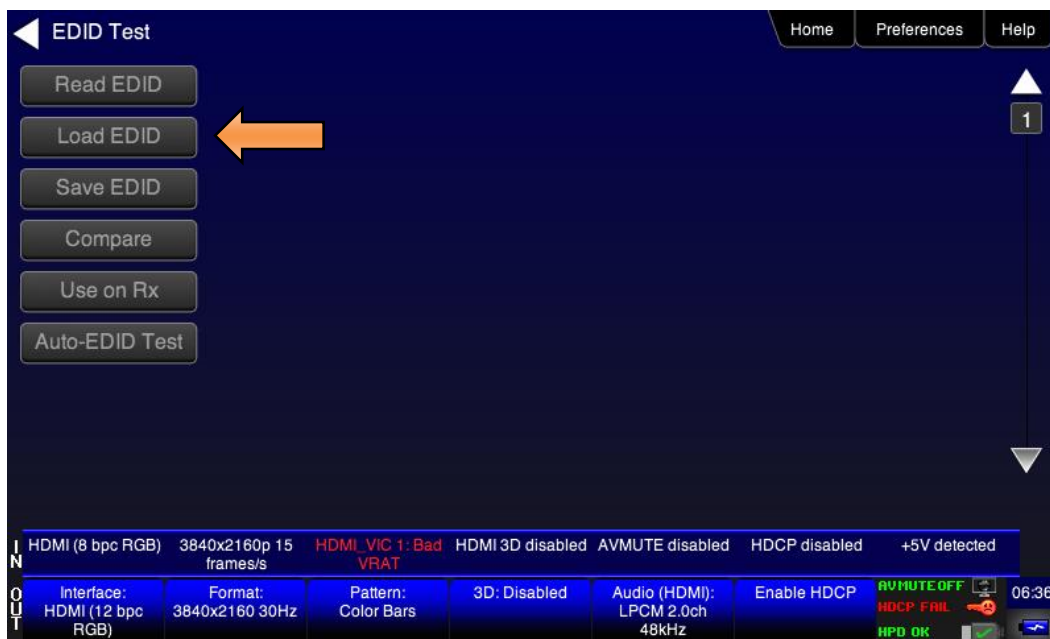 EDID Test
Home
Preferences
Help
Read EDID
Load EDID
Save EDID
Compare
Use on Rx
Auto-EDID Test
1
IN
HDMI (8 bpc RGB)
3840x2160p 15
frames/s
HDMI_VIC 1: Bad
VRAT
HDMI 3D disabled
AVMUTE disabled
HDCP disabled
+5V detected
OUT
Interface:
HDMI (12 bpc
RGB)
Format:
3840x2160 30Hz
Pattern:
Color Bars
3D: Disabled
Audio (HDMI):
LPCM 2.0ch
48kHz
Enable HDCP
AVMUTEOFF
HDCP FAIL
HPD OK
06:36